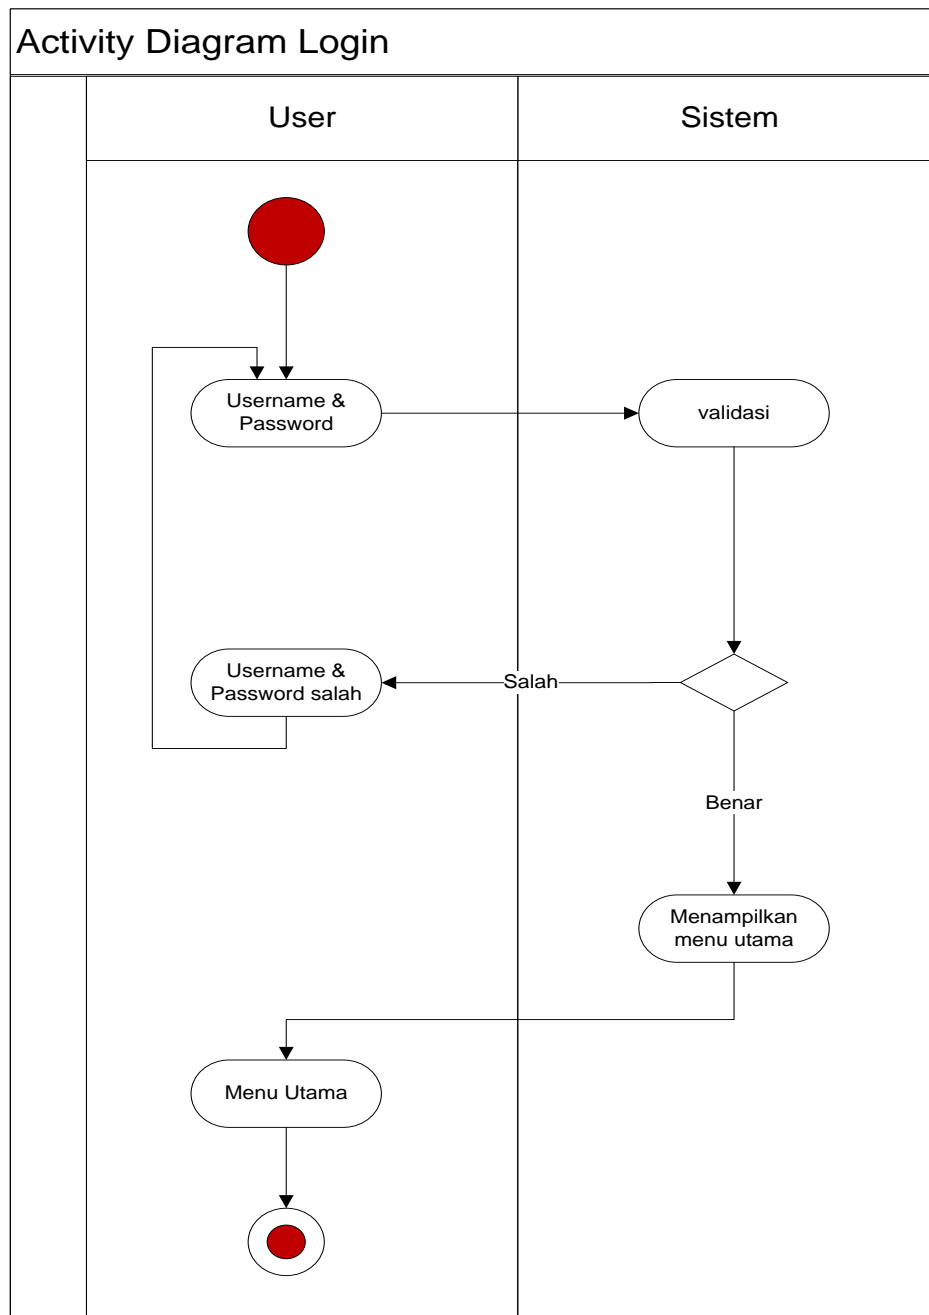 Activity Diagram Login
User
Sistem
Username &
Password
validasi
Username &
Password salah
Salah
Benar
Menampilkan
menu utama
Menu Utama